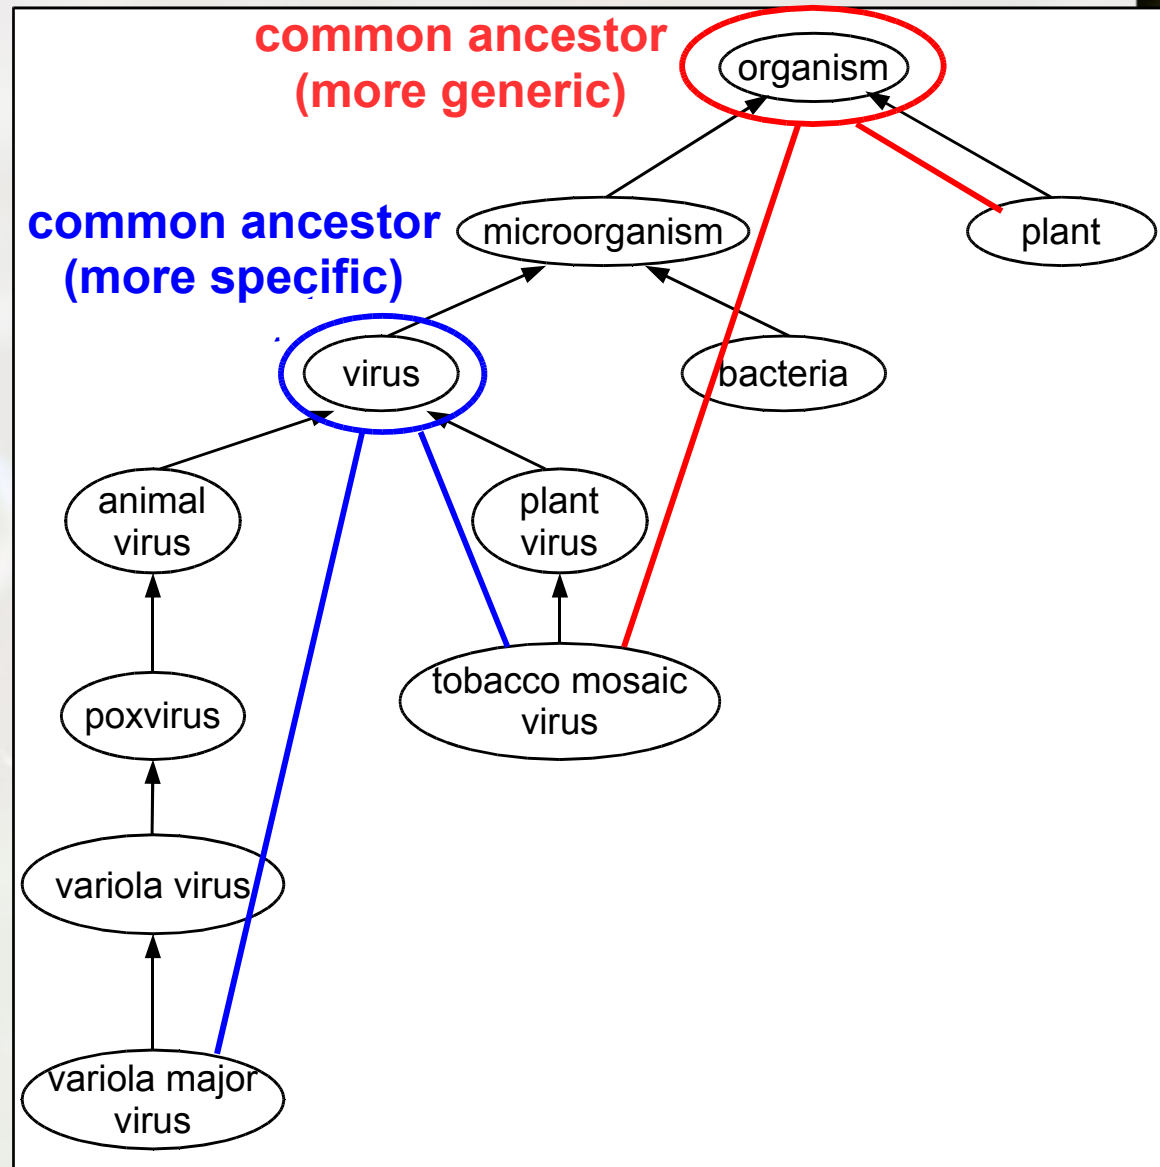 common ancestor
(more generic)
organism
common ancestor
(more specific)
microorganism
plant
virus
bacteria
animal
virus
plant
virus
poxvirus
tobacco mosaic
virus
variola virus
variola major
virus